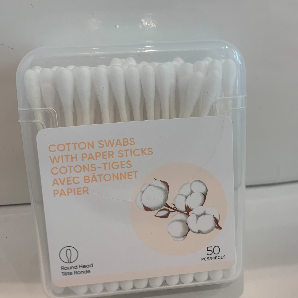 COTTON SWABS
WITH PAPER STICKS
COTONS-TIGES
AVEC BÂTONNET
PAPIER
Round Head
Tête Ronde
50